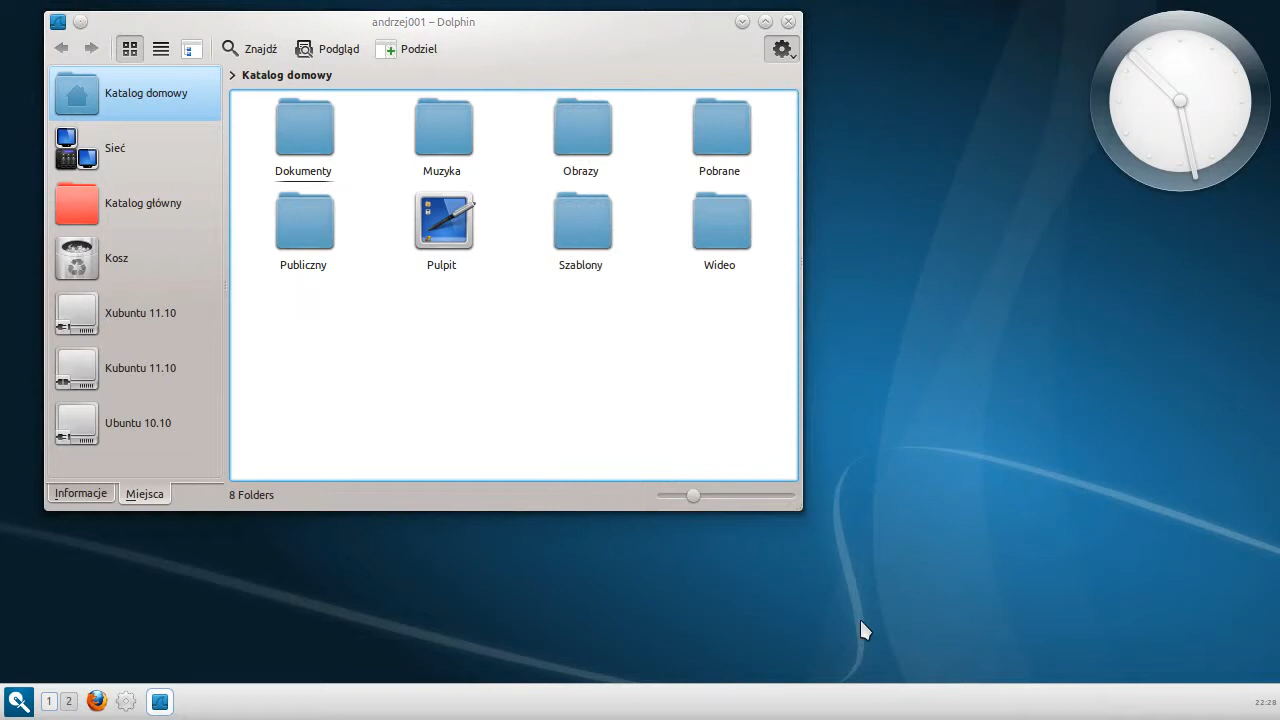 andrzej001 – Dolphin
Znajdź
Podgląd
Podziel
Katalog domowy
Katalog domowy
Sieć
Katalog główny
Kosz
Xubuntu 11.10
Kubuntu 11.10
Ubuntu 10.10
Dokumenty
Muzyka
Obrazy
Pobrane
Publiczny
Pulpit
Szablony
Wideo
Informacje
Miejsca
8 Folders
1
2
22:28